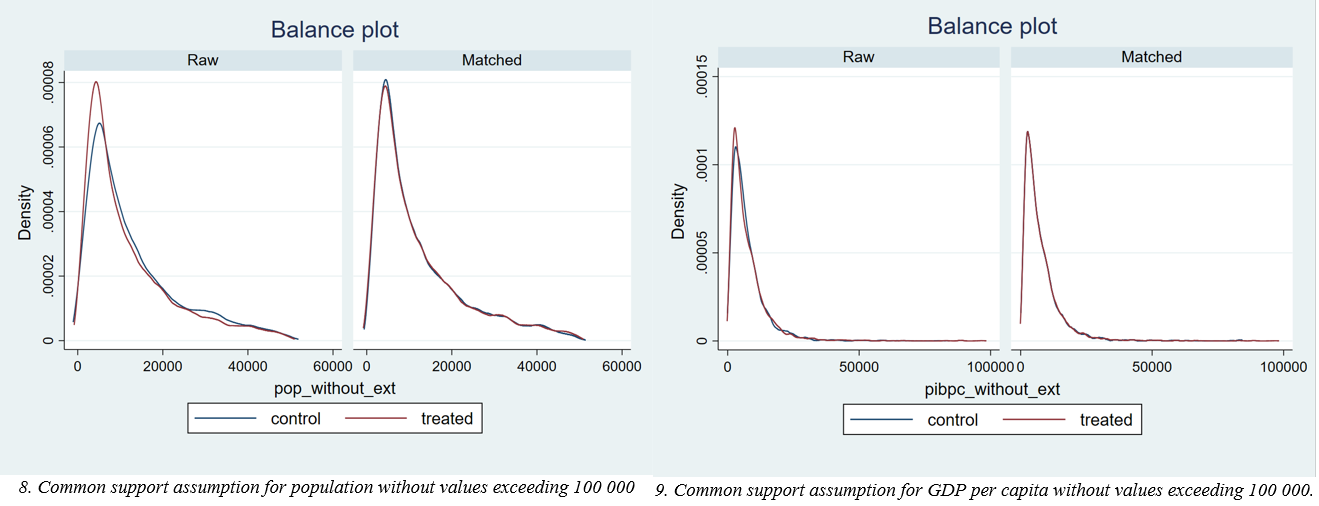 Balance plot
Raw
Matched
Density
0
.00002
.00004
.00006
.00008
0
20000
40000
60000
0
20000
40000
60000
pop_without_ext
control
treated
8. Common support assumption for population without values exceeding 100 000
Balance plot
Raw
Matched
Density
0
.00005
.0001
.00015
0
50000
100000
0
50000
100000
pibpc_without_ext
control
treated
9. Common support assumption for GDP per capita without values exceeding 100 000.